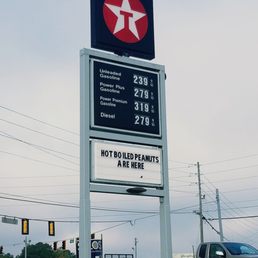 T
Unleaded
Gasoline 239
Power Plus
Gasoline 279
Power Premium
Gasoline 319
Diesel 279
HOT BOILED PEANUTS
ARE HERE